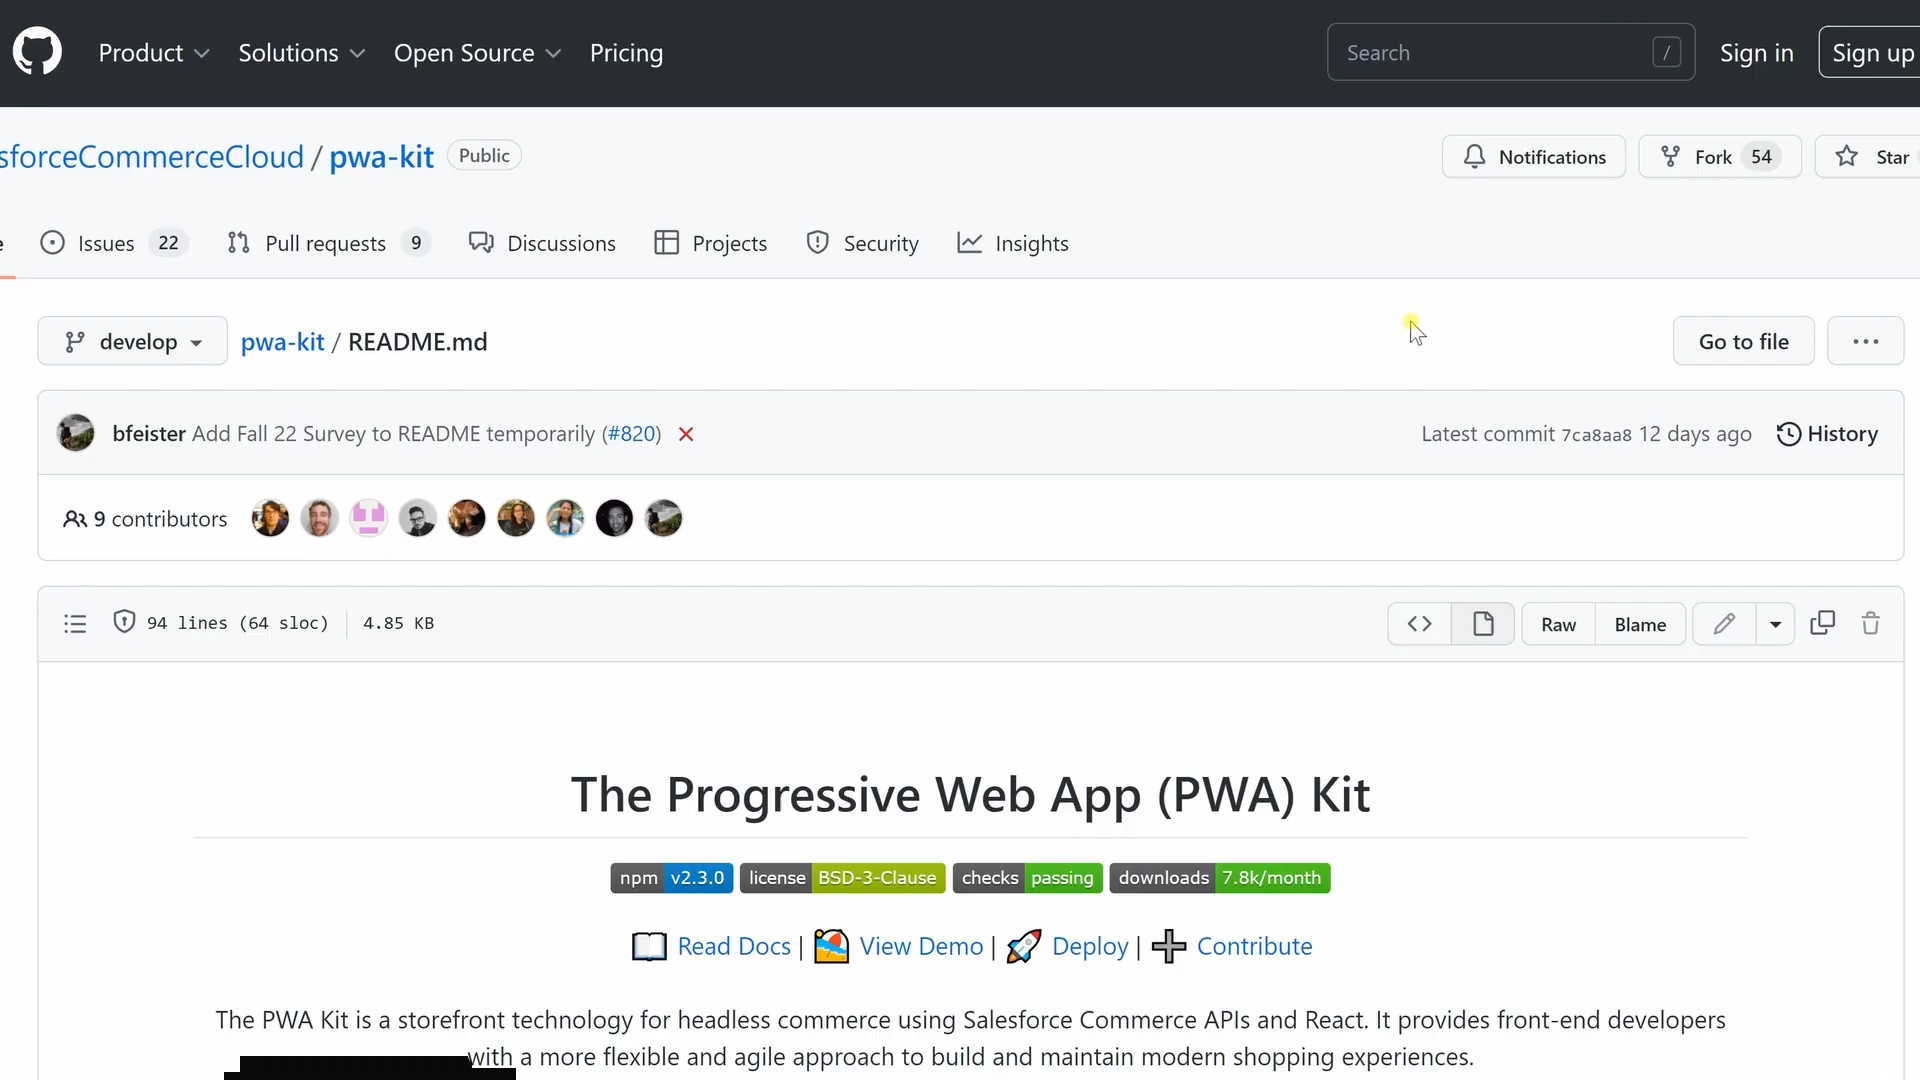 Product Solutions Open Source Pricing Search / Sign in Sign up
sforceCommerceCloud / pwa-kit Public Notifications Fork 54 Star
e Issues 22 Pull requests 9 Discussions Projects Security Insights
develop pwa-kit / README.md Go to file ...
bfeister Add Fall 22 Survey to README temporarily (#820) Latest commit 7ca8aa8 12 days ago History
9 contributors
94 lines (64 sloc) 4.85 KB Raw Blame
The Progressive Web App (PWA) Kit
npm v2.3.0 license BSD-3-Clause checks passing downloads 7.8k/month
Read Docs | View Demo | Deploy | Contribute
The PWA Kit is a storefront technology for headless commerce using Salesforce Commerce APIs and React. It provides front-end developers
with a more flexible and agile approach to build and maintain modern shopping experiences.